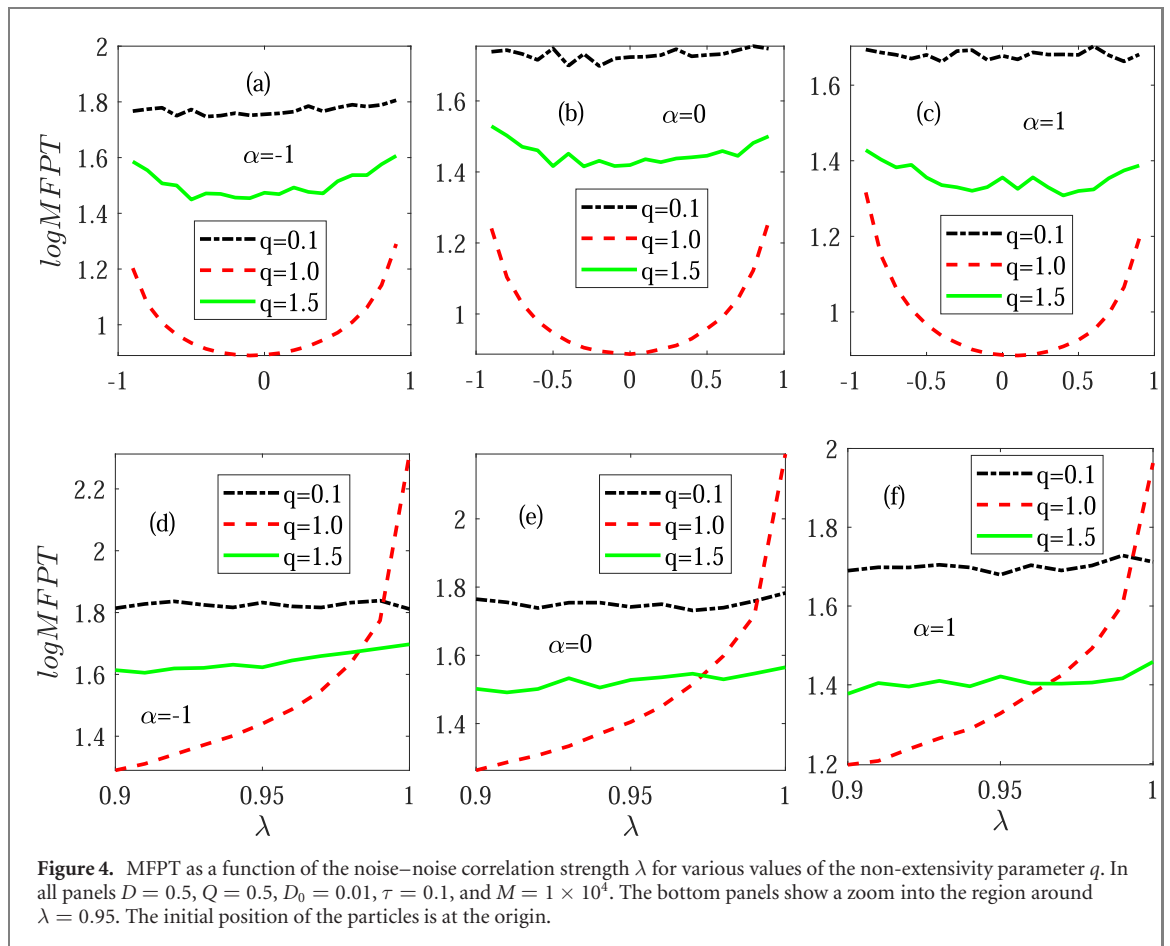 2
1.8
1.6
1.4
1.2
1
logMFPT
(a)
α=-1
q=0.1
q=1.0
q=1.5
-1
0
1
λ
1.6
1.4
1.2
1
(b)
α=0
q=0.1
q=1.0
q=1.5
-1
-0.5
0
0.5
1
λ
1.6
1.4
1.2
1
(c)
α=1
q=0.1
q=1.0
q=1.5
-1
-0.5
0
0.5
1
λ
2.2
2
1.8
1.6
1.4
logMFPT
(d)
α=-1
q=0.1
q=1.0
q=1.5
0.9
0.95
1
λ
2
1.8
1.6
1.4
(e)
α=0
q=0.1
q=1.0
q=1.5
0.9
0.95
1
λ
2
1.8
1.6
1.4
1.2
(f)
α=1
q=0.1
q=1.0
q=1.5
0.9
0.95
1
λ
Figure 4. MFPT as a function of the noise–noise correlation strength λ for various values of the non-extensivity parameter q. In
all panels D = 0.5, Q = 0.5, D₀ = 0.01, τ = 0.1, and M = 1 × 10⁴. The bottom panels show a zoom into the region around
λ = 0.95. The initial position of the particles is at the origin.